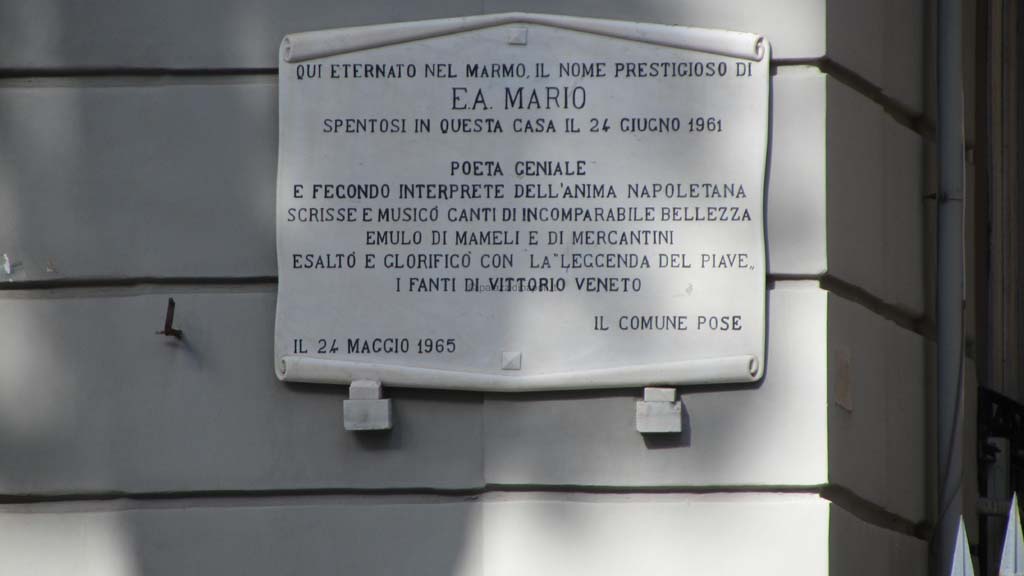 QUI ETERNATO NEL MARMO, IL NOME PRESTIGIOSO DI
E.A. MARIO
SPENTOSI IN QUESTA CASA IL 24 GIUGNO 1961
POETA GENIALE
E FECONDO INTERPRETE DELL'ANIMA NAPOLETANA
SCRISSE E MUSICÒ CANTI DI INCOMPARABILE BELLEZZA
EMULO DI MAMELI E DI MERCANTINI
ESALTÒ E GLORIFICÒ CON LA "LEGGENDA DEL PIAVE„
I FANTI DI VITTORIO VENETO
IL COMUNE POSE
IL 24 MAGGIO 1965